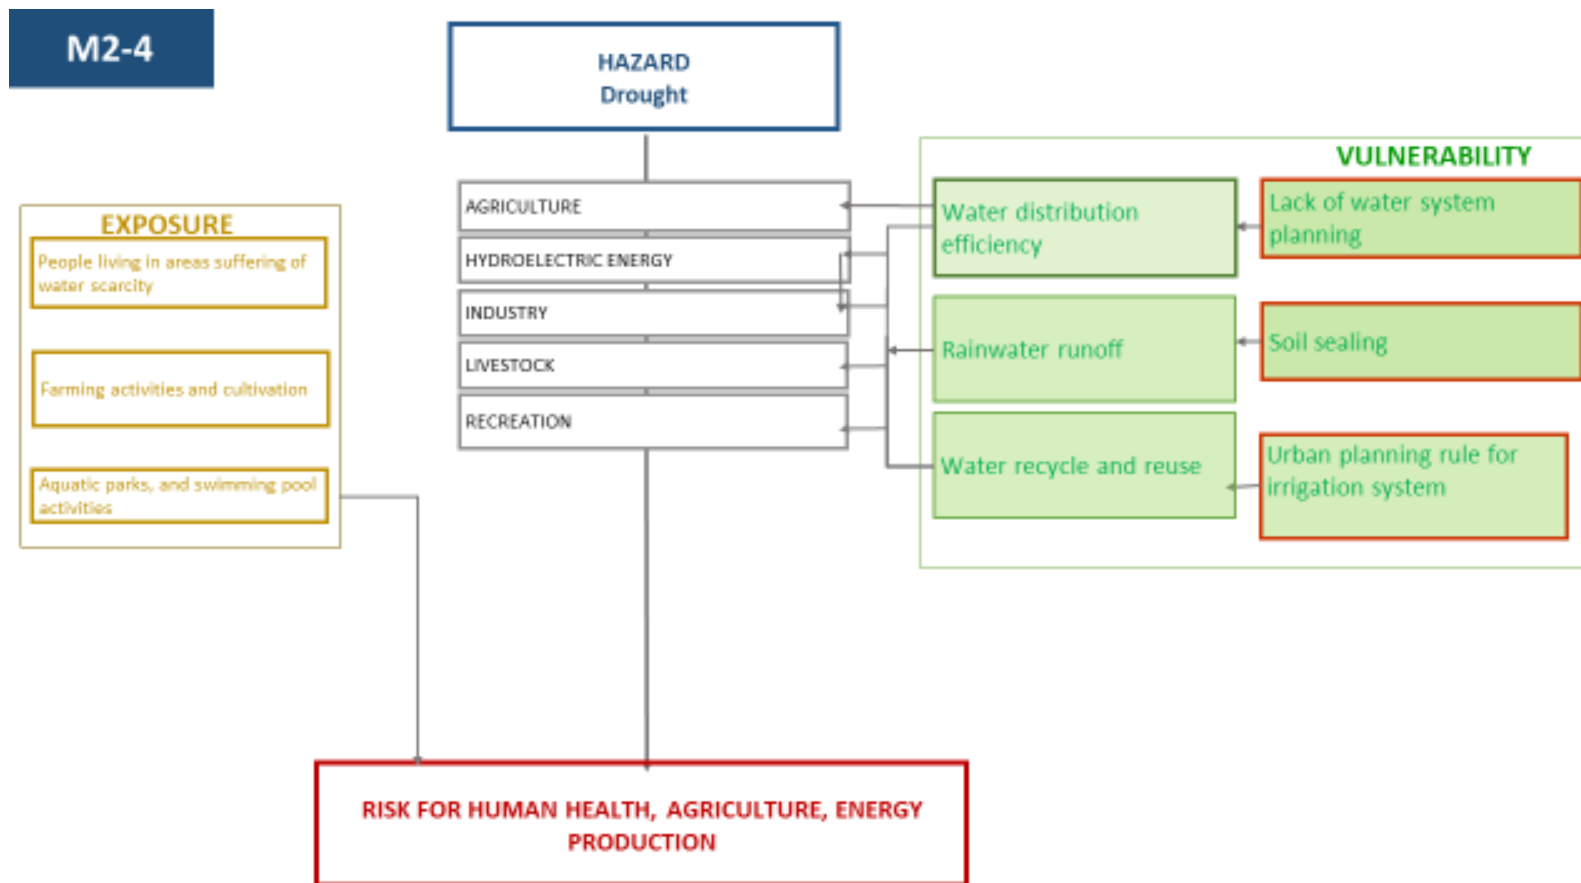 M2-4
HAZARD
Drought
VULNERABILITY
EXPOSURE
People living in areas suffering of
water scarcity
Farming activities and cultivation
Aquatic parks, and swimming pool
activities
AGRICULTURE
HYDROELECTRIC ENERGY
INDUSTRY
LIVESTOCK
RECREATION
Water distribution
efficiency
Rainwater runoff
Water recycle and reuse
Lack of water system
planning
Soil sealing
Urban planning rule for
irrigation system
RISK FOR HUMAN HEALTH, AGRICULTURE, ENERGY
PRODUCTION